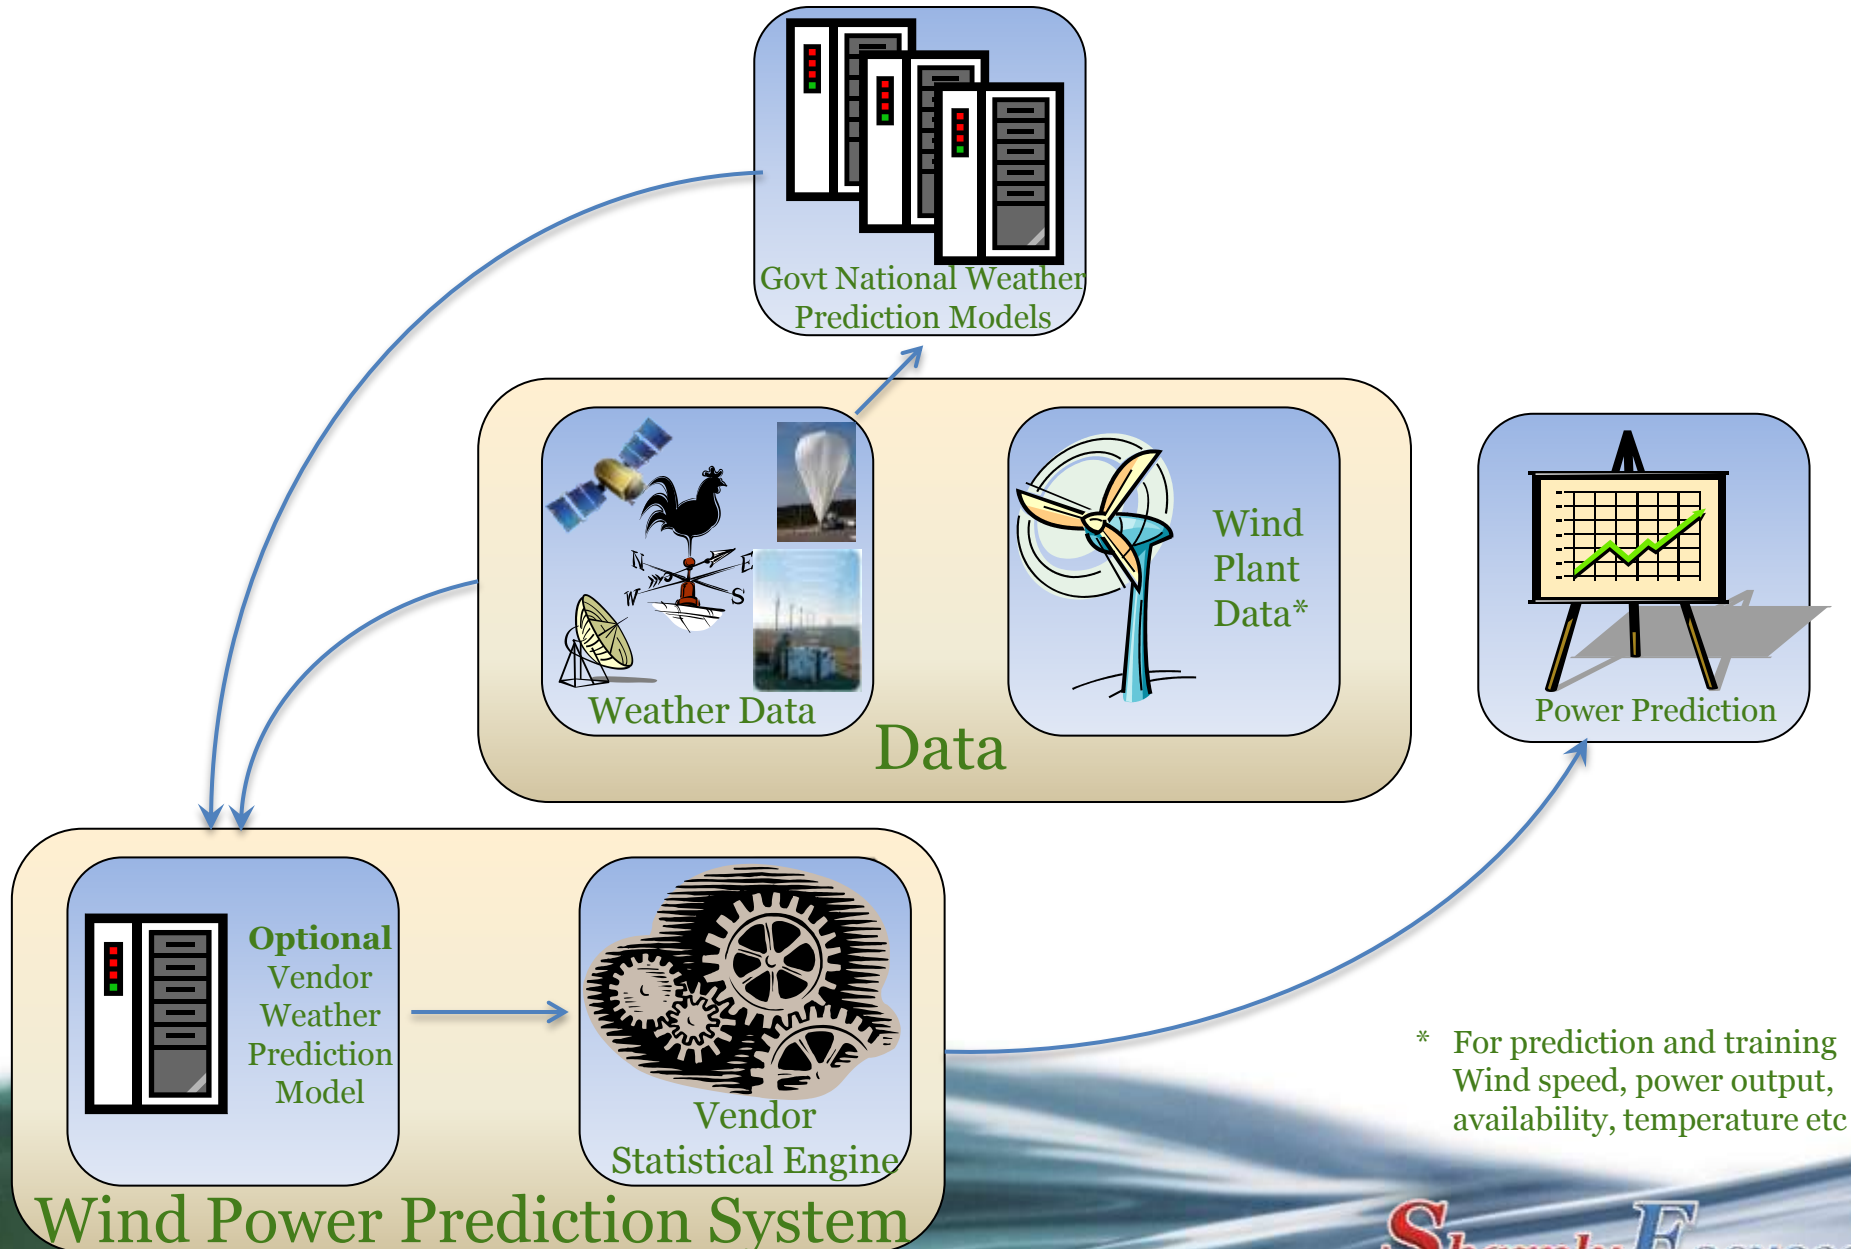 Govt National Weather
Prediction Models
N
E
W
S
Weather Data
Wind
Plant
Data*
Data
Power Prediction
Optional
Vendor
Weather
Prediction
Model
Vendor
Statistical Engine
Wind Power Prediction System
* For prediction and training
Wind speed, power output,
availability, temperature etc